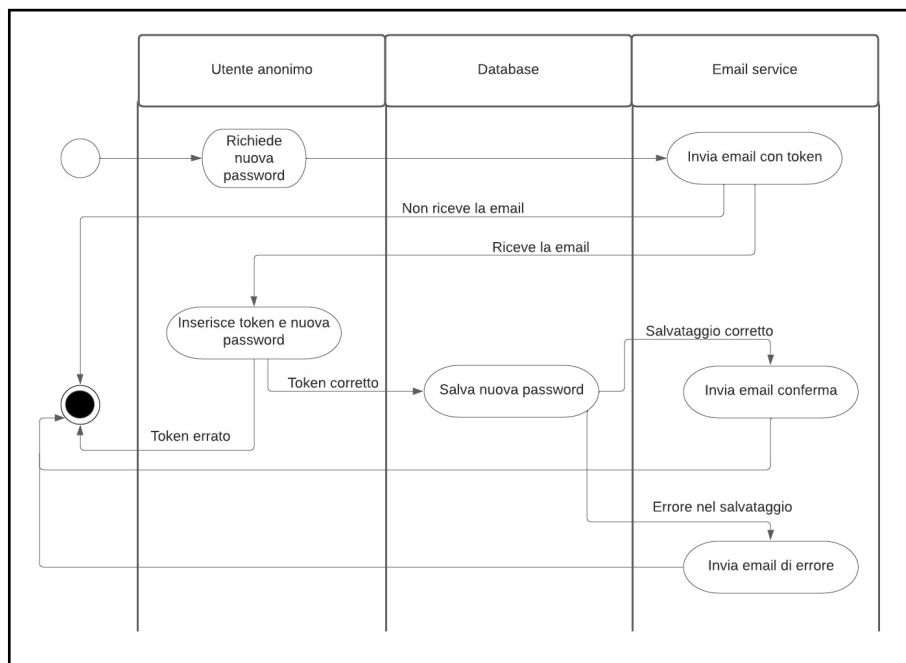 Utente anonimo
Database
Email service
Richiede
nuova
password
Invia email con token
Non riceve la email
Riceve la email
Inserisce token e nuova
password
Salvataggio corretto
Token corretto
Salva nuova password
Invia email conferma
Token errato
Errore nel salvataggio
Invia email di errore